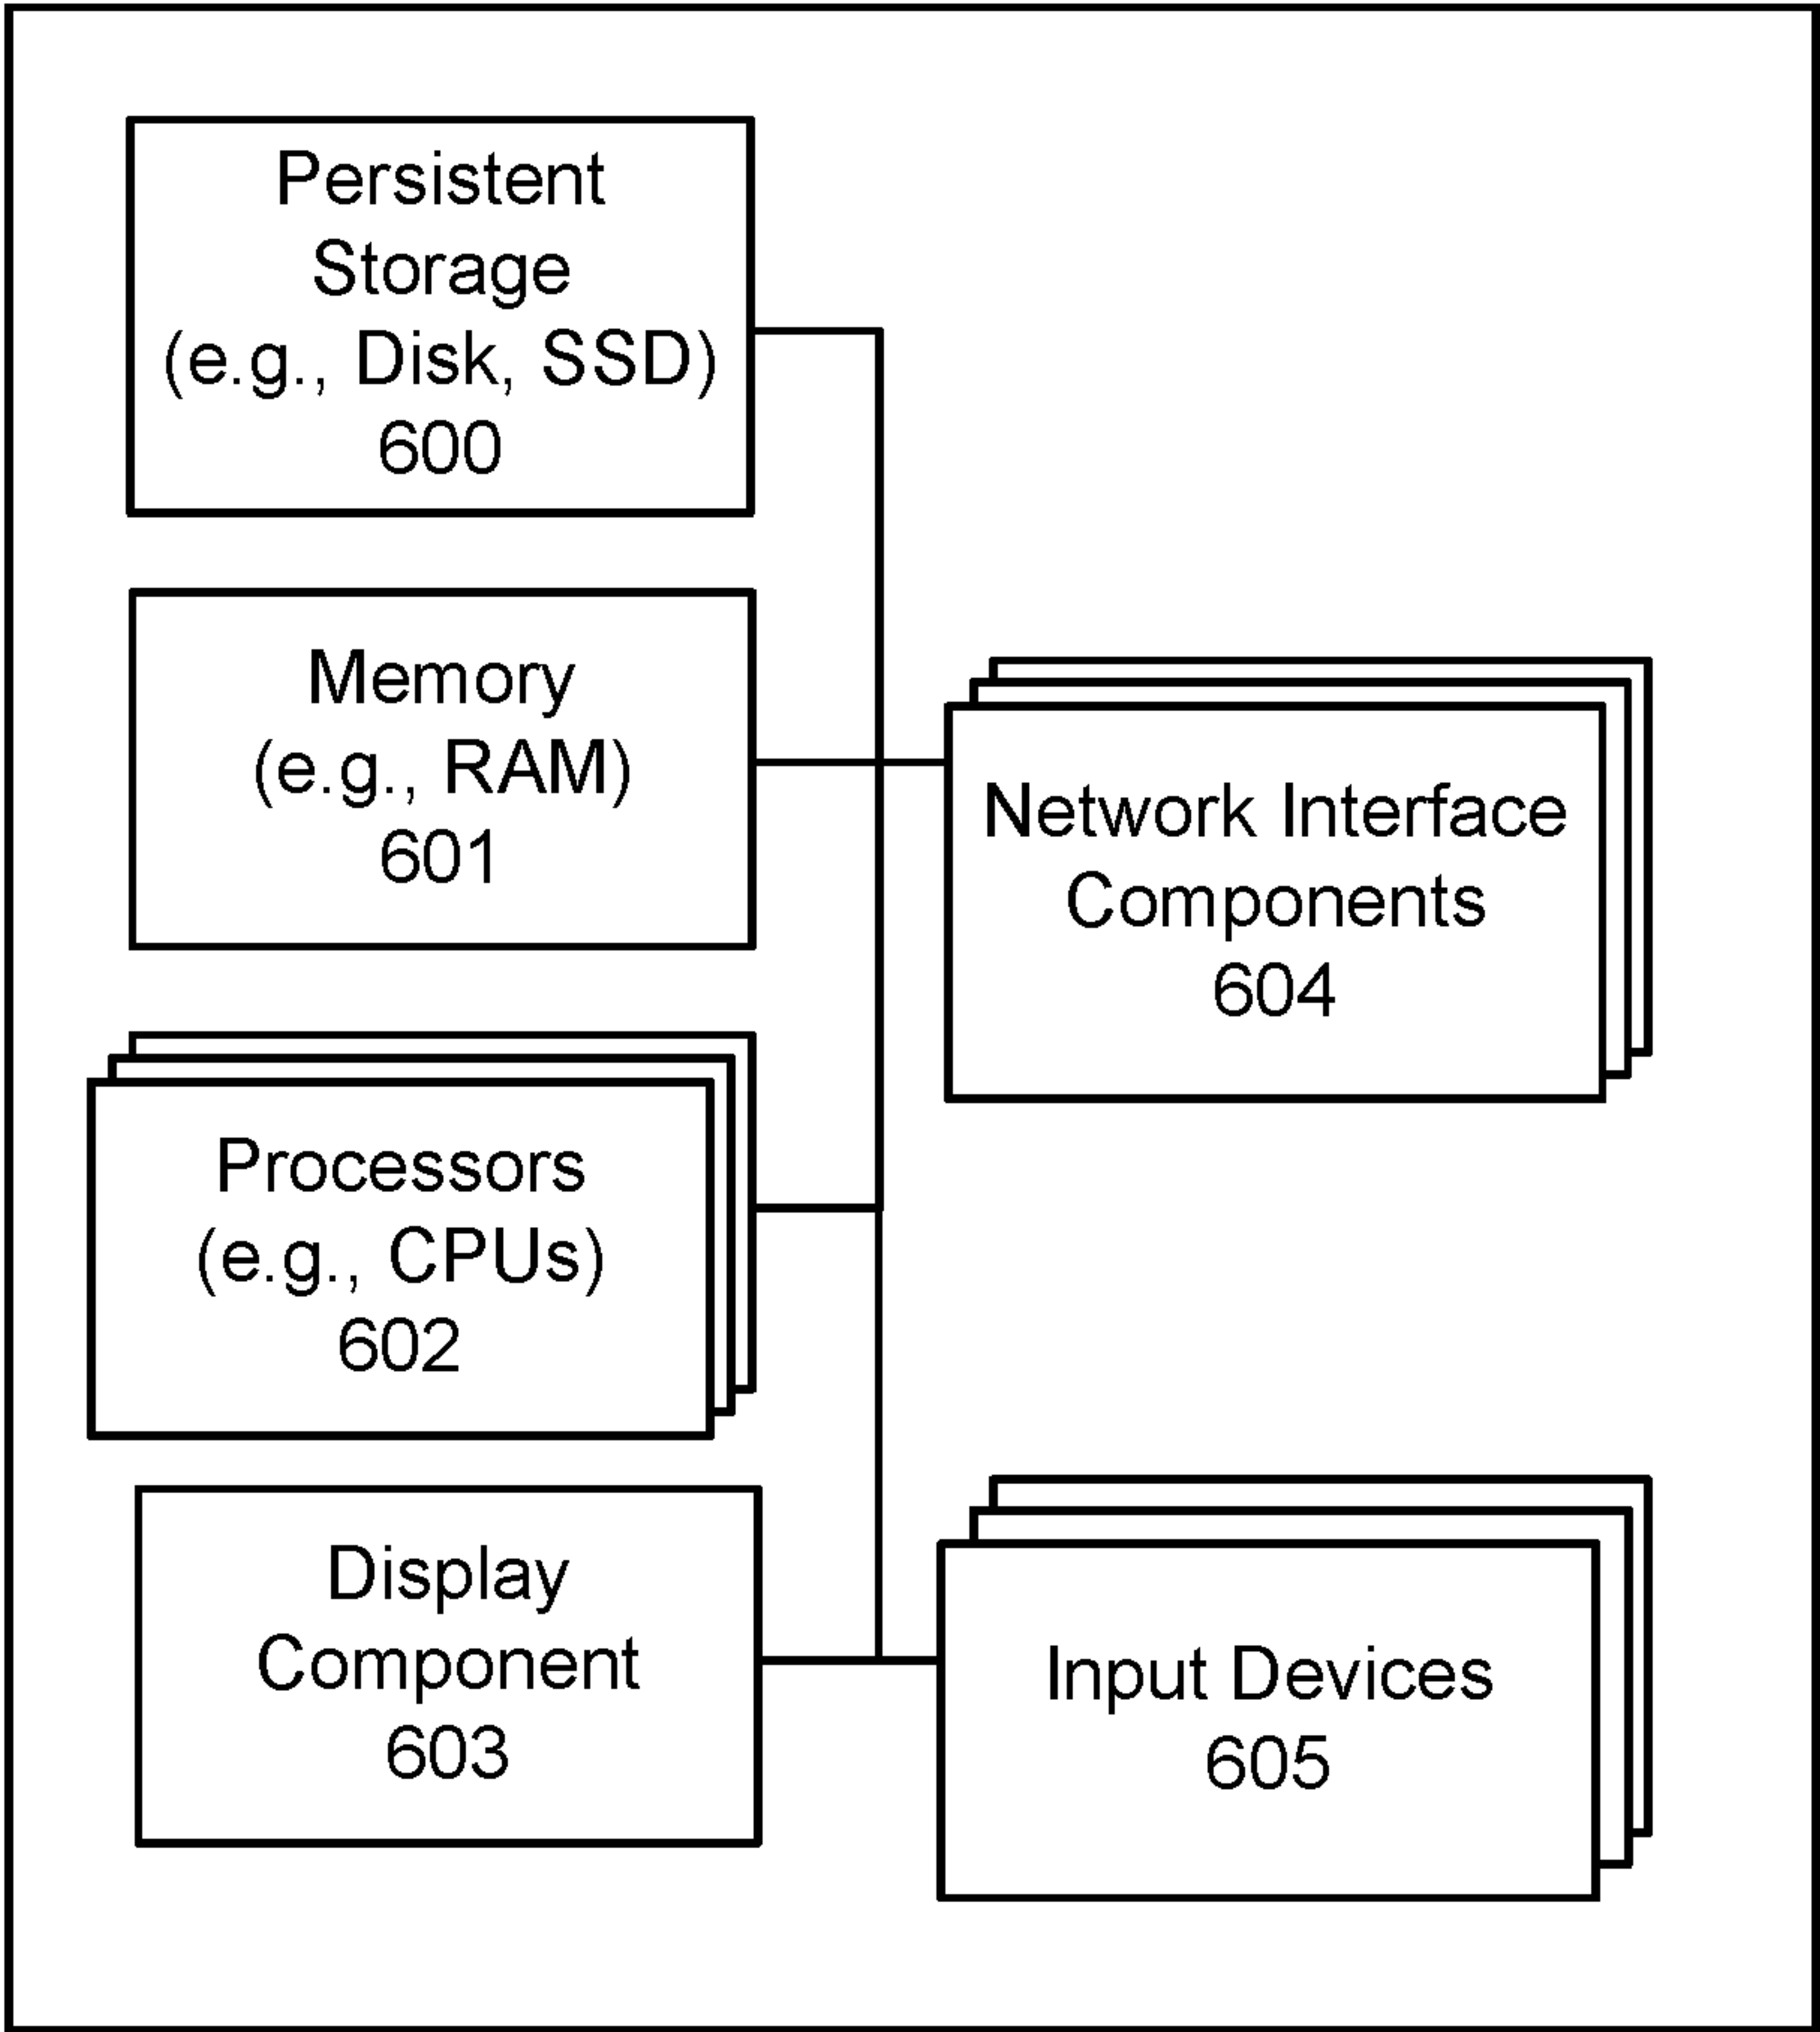 Persistent
Storage
(e.g., Disk, SSD)
600
Memory
(e.g., RAM)
601
Processors
(e.g., CPUs)
602
Display
Component
603
Network Interface
Components
604
Input Devices
605